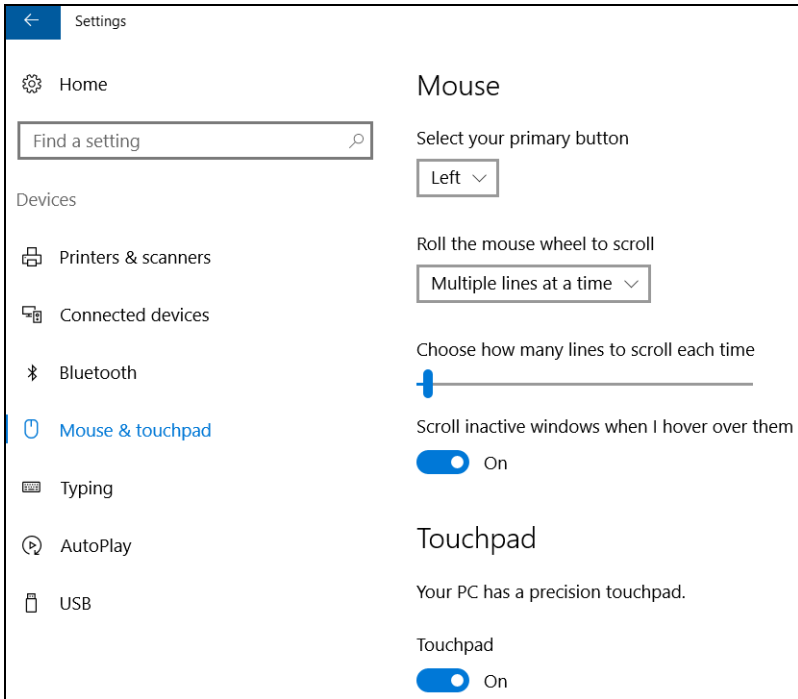 Settings
Home
Find a setting
Devices
Printers & scanners
Connected devices
Bluetooth
Mouse & touchpad
Typing
AutoPlay
USB
Mouse
Select your primary button
Left
Roll the mouse wheel to scroll
Multiple lines at a time
Choose how many lines to scroll each time
Scroll inactive windows when I hover over them
On
Touchpad
Your PC has a precision touchpad.
Touchpad
On